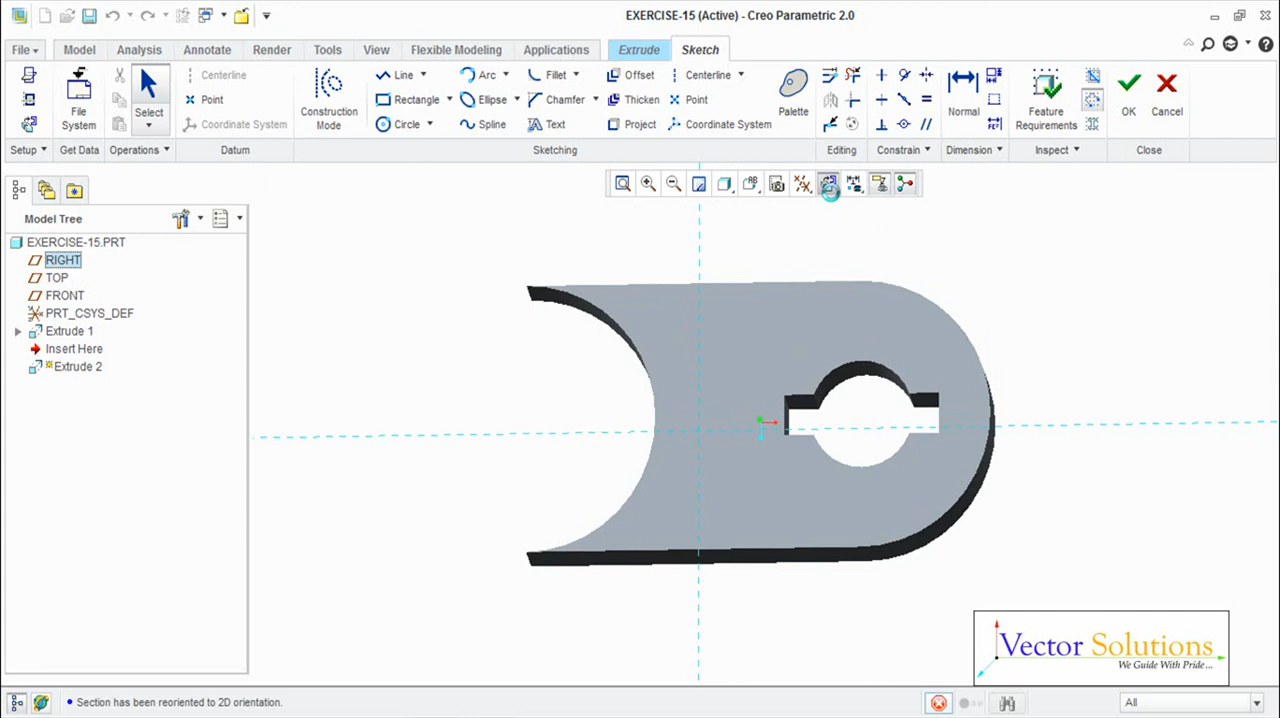 EXERCISE-15 (Active) - Creo Parametric 2.0
File Model Analysis Annotate Render Tools View Flexible Modeling Applications Extrude Sketch
Centerline
Point
Coordinate System
File System
Select
Construction Mode
Line Arc Fillet Offset Centerline
Rectangle Ellipse Chamfer Thicken Point
Circle Spline Text Project Coordinate System
Palette
Normal
Feature Requirements
OK
Cancel
Setup Get Data Operations Datum Sketching Editing Constrain Dimension Inspect Close
Model Tree
EXERCISE-15.PRT
RIGHT
TOP
FRONT
PRT_CSYS_DEF
Extrude 1
Insert Here
Extrude 2
Vector Solutions
We Guide With Pride ...
Section has been reoriented to 2D orientation.
All